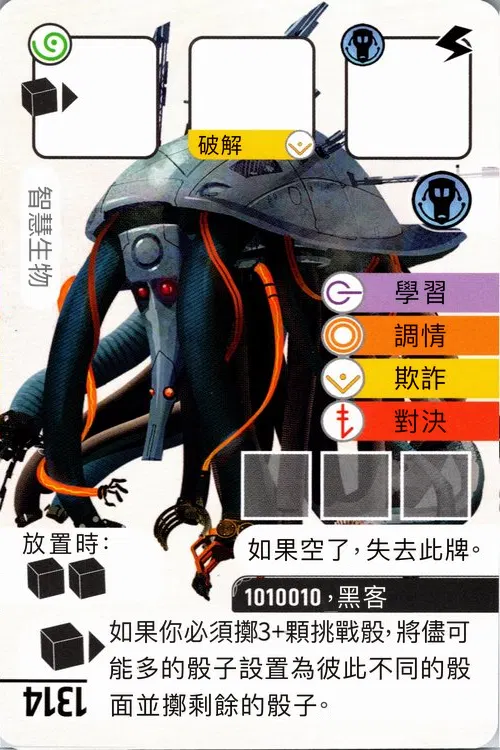 破解
智慧生物
學習
調情
欺詐
對決
放置時：
如果空了，失去此牌。
1010010，黑客
如果你必須擲3+顆挑戰骰，將儘可
能多的骰子設置為彼此不同的骰
面並擲剩餘的骰子。
1314